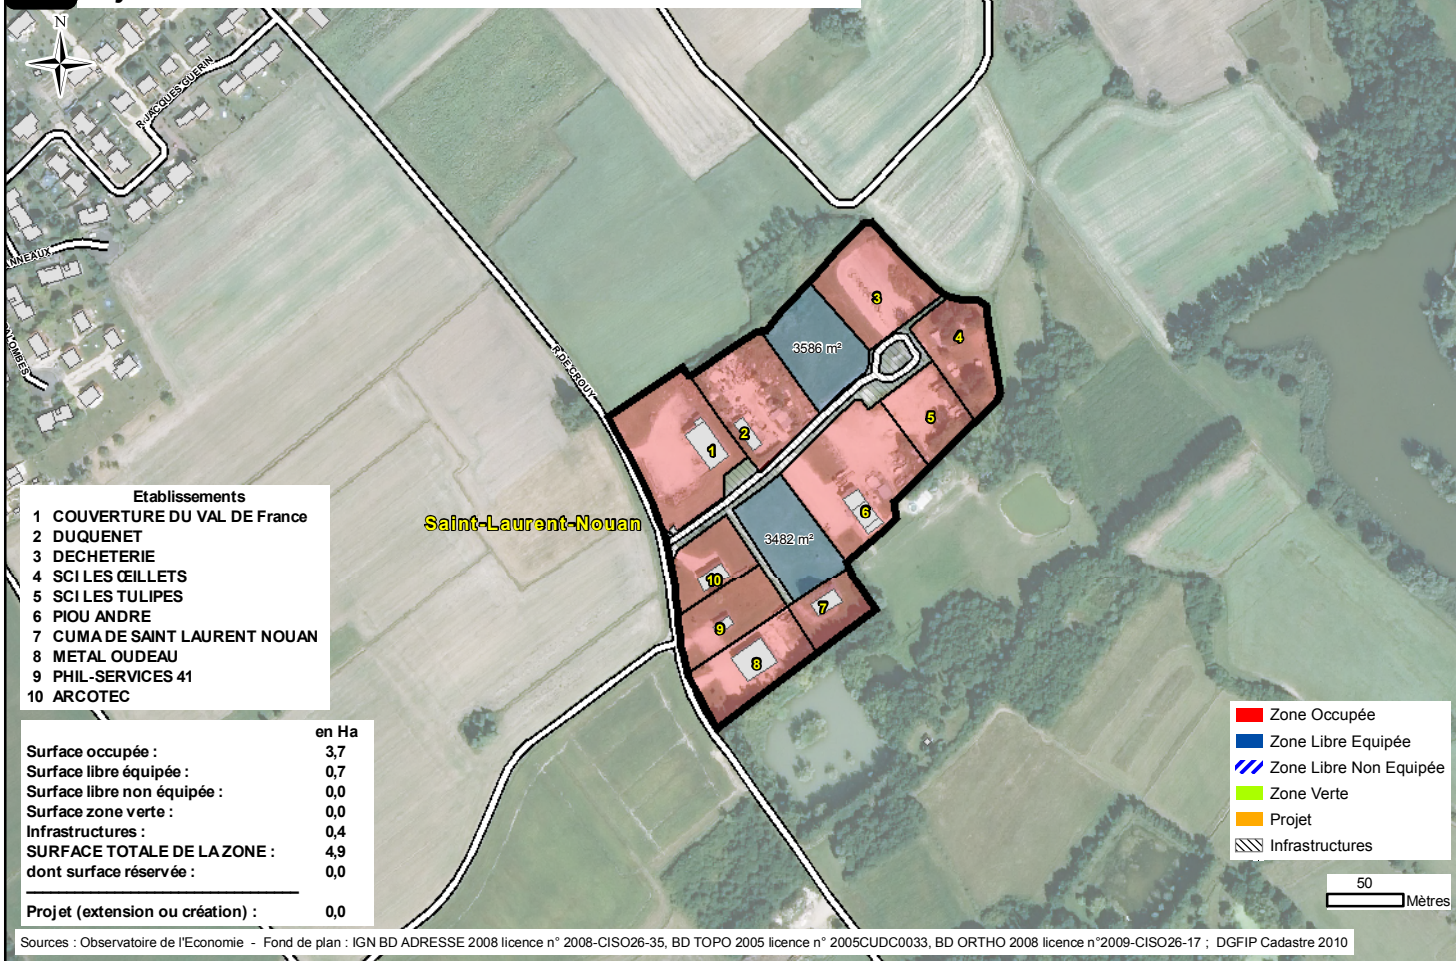 N
R JACQUES GUERIN
R DE CROUY
3586 m²
3
4
5
2
1
6
3482 m²
Saint-Laurent-Nouan
10
9
7
8
Etablissements
1 COUVERTURE DU VAL DE France
2 DUQUENET
3 DECHETERIE
4 SCI LES ŒILLETS
5 SCI LES TULIPES
6 PIOU ANDRE
7 CUMA DE SAINT LAURENT NOUAN
8 METAL OUDEAU
9 PHIL-SERVICES 41
10 ARCOTEC
en Ha
Surface occupée : 3,7
Surface libre équipée : 0,7
Surface libre non équipée : 0,0
Surface zone verte : 0,0
Infrastructures : 0,4
SURFACE TOTALE DE LA ZONE : 4,9
dont surface réservée : 0,0
Projet (extension ou création) : 0,0
Zone Occupée
Zone Libre Equipée
Zone Libre Non Equipée
Zone Verte
Projet
Infrastructures
50
Mètres
Sources : Observatoire de l'Economie - Fond de plan : IGN BD ADRESSE 2008 licence n° 2008-CISO26-35, BD TOPO 2005 licence n° 2005CUDC0033, BD ORTHO 2008 licence n°2009-CISO26-17 ; DGFIP Cadastre 2010